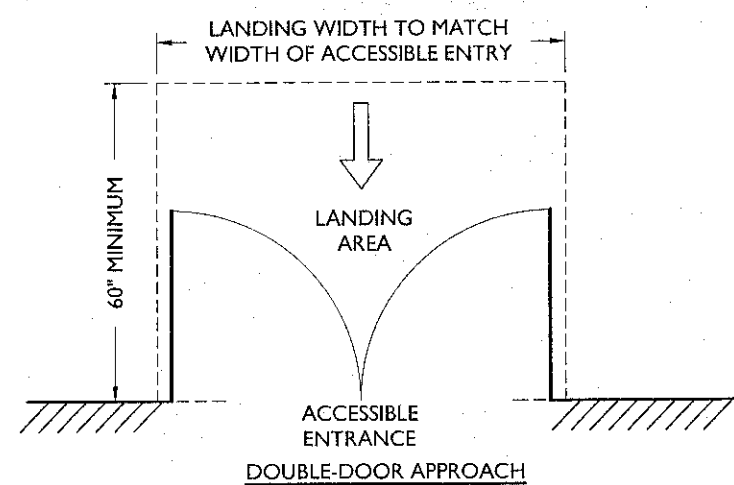 LANDING WIDTH TO MATCH
WIDTH OF ACCESSIBLE ENTRY
60" MINIMUM
LANDING
AREA
ACCESSIBLE
ENTRANCE
DOUBLE-DOOR APPROACH